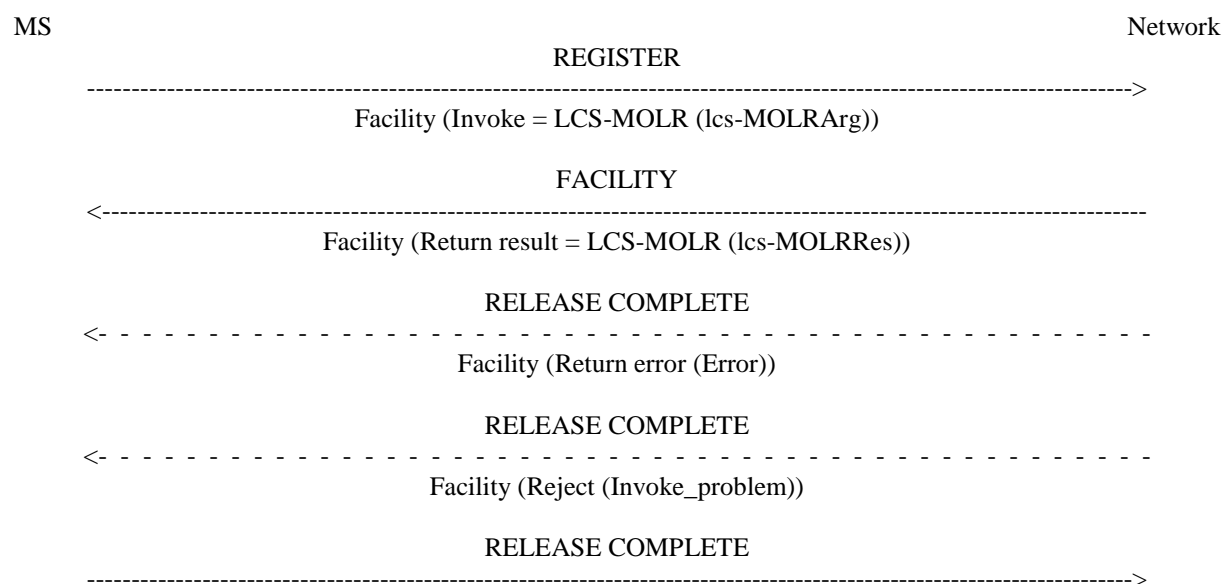 MS Network
REGISTER
------------------------------------------------------------------------------------------------------------------------>
Facility (Invoke = LCS-MOLR (lcs-MOLRArg))
FACILITY
<------------------------------------------------------------------------------------------------------------------------
Facility (Return result = LCS-MOLR (lcs-MOLRRes))
RELEASE COMPLETE
<- - - - - - - - - - - - - - - - - - - - - - - - - - - - - - - - - - - - -
Facility (Return error (Error))
RELEASE COMPLETE
<- - - - - - - - - - - - - - - - - - - - - - - - - - - - - - - - - - - - -
Facility (Reject (Invoke_problem))
RELEASE COMPLETE
------------------------------------------------------------------------------------------------------------------------>